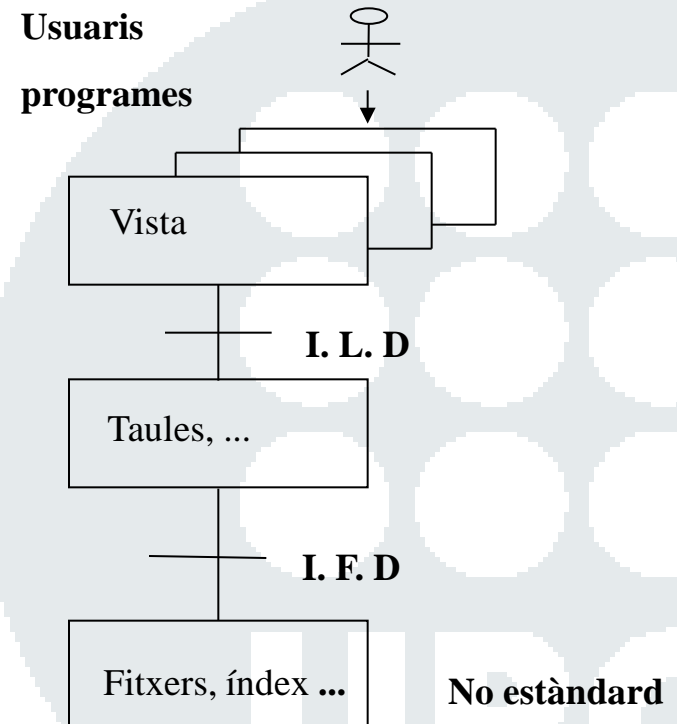 Usuaris
programes
Vista
I. L. D
Taules, ...
I. F. D
Fitxers, índex ...
No estàndard